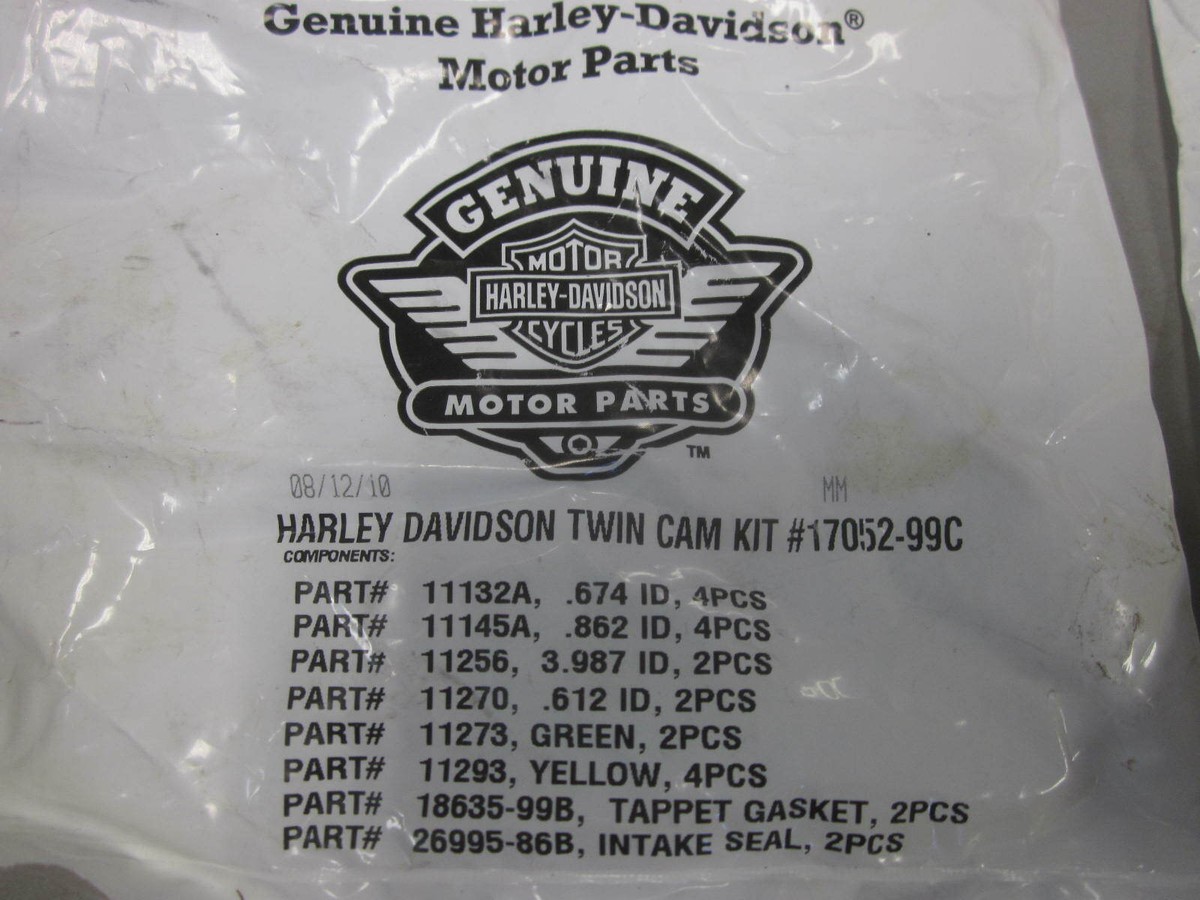 Genuine Harley-Davidson®
Motor Parts
GENUINE
MOTOR
HARLEY-DAVIDSON
CYCLES
MOTOR PARTS
TM
08/12/10 MM
HARLEY DAVIDSON TWIN CAM KIT #17052-99C
COMPONENTS:
PART# 11132A, .674 ID, 4PCS
PART# 11145A, .862 ID, 4PCS
PART# 11256, 3.987 ID, 2PCS
PART# 11270, .612 ID, 2PCS
PART# 11273, GREEN, 2PCS
PART# 11293, YELLOW, 4PCS
PART# 18635-99B, TAPPET GASKET, 2PCS
PART# 26995-86B, INTAKE SEAL, 2PCS